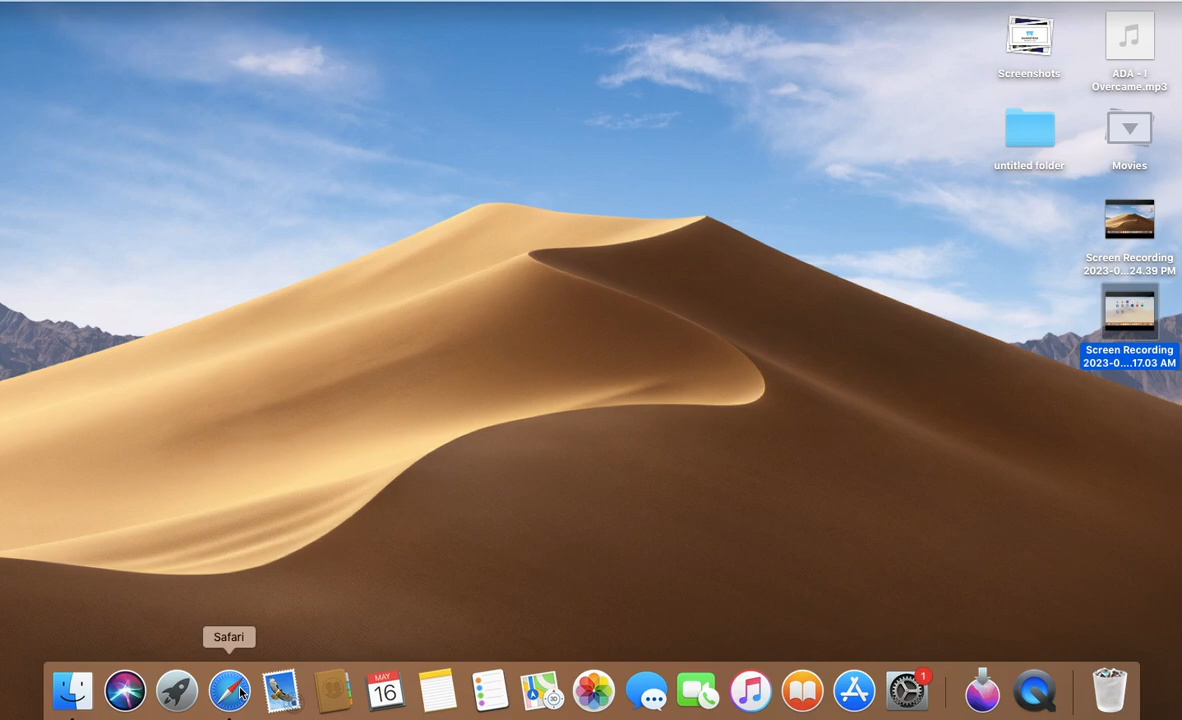 Screenshots
ADA - I
Overcame.mp3
untitled folder
Movies
Screen Recording
2023-0...24.39 PM
Screen Recording
2023-0....17.03 AM
Safari
MAY
16
3D
1